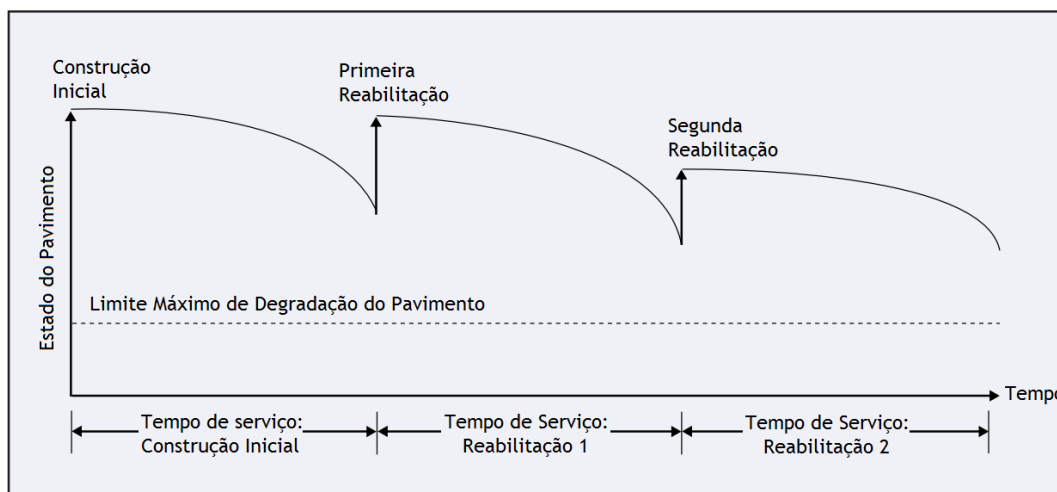 Construção
Inicial
Primeira
Reabilitação
Segunda
Reabilitação
Estado do Pavimento
Limite Máximo de Degradação do Pavimento
Tempo
Tempo de serviço:
Construção Inicial
Tempo de Serviço:
Reabilitação 1
Tempo de Serviço:
Reabilitação 2